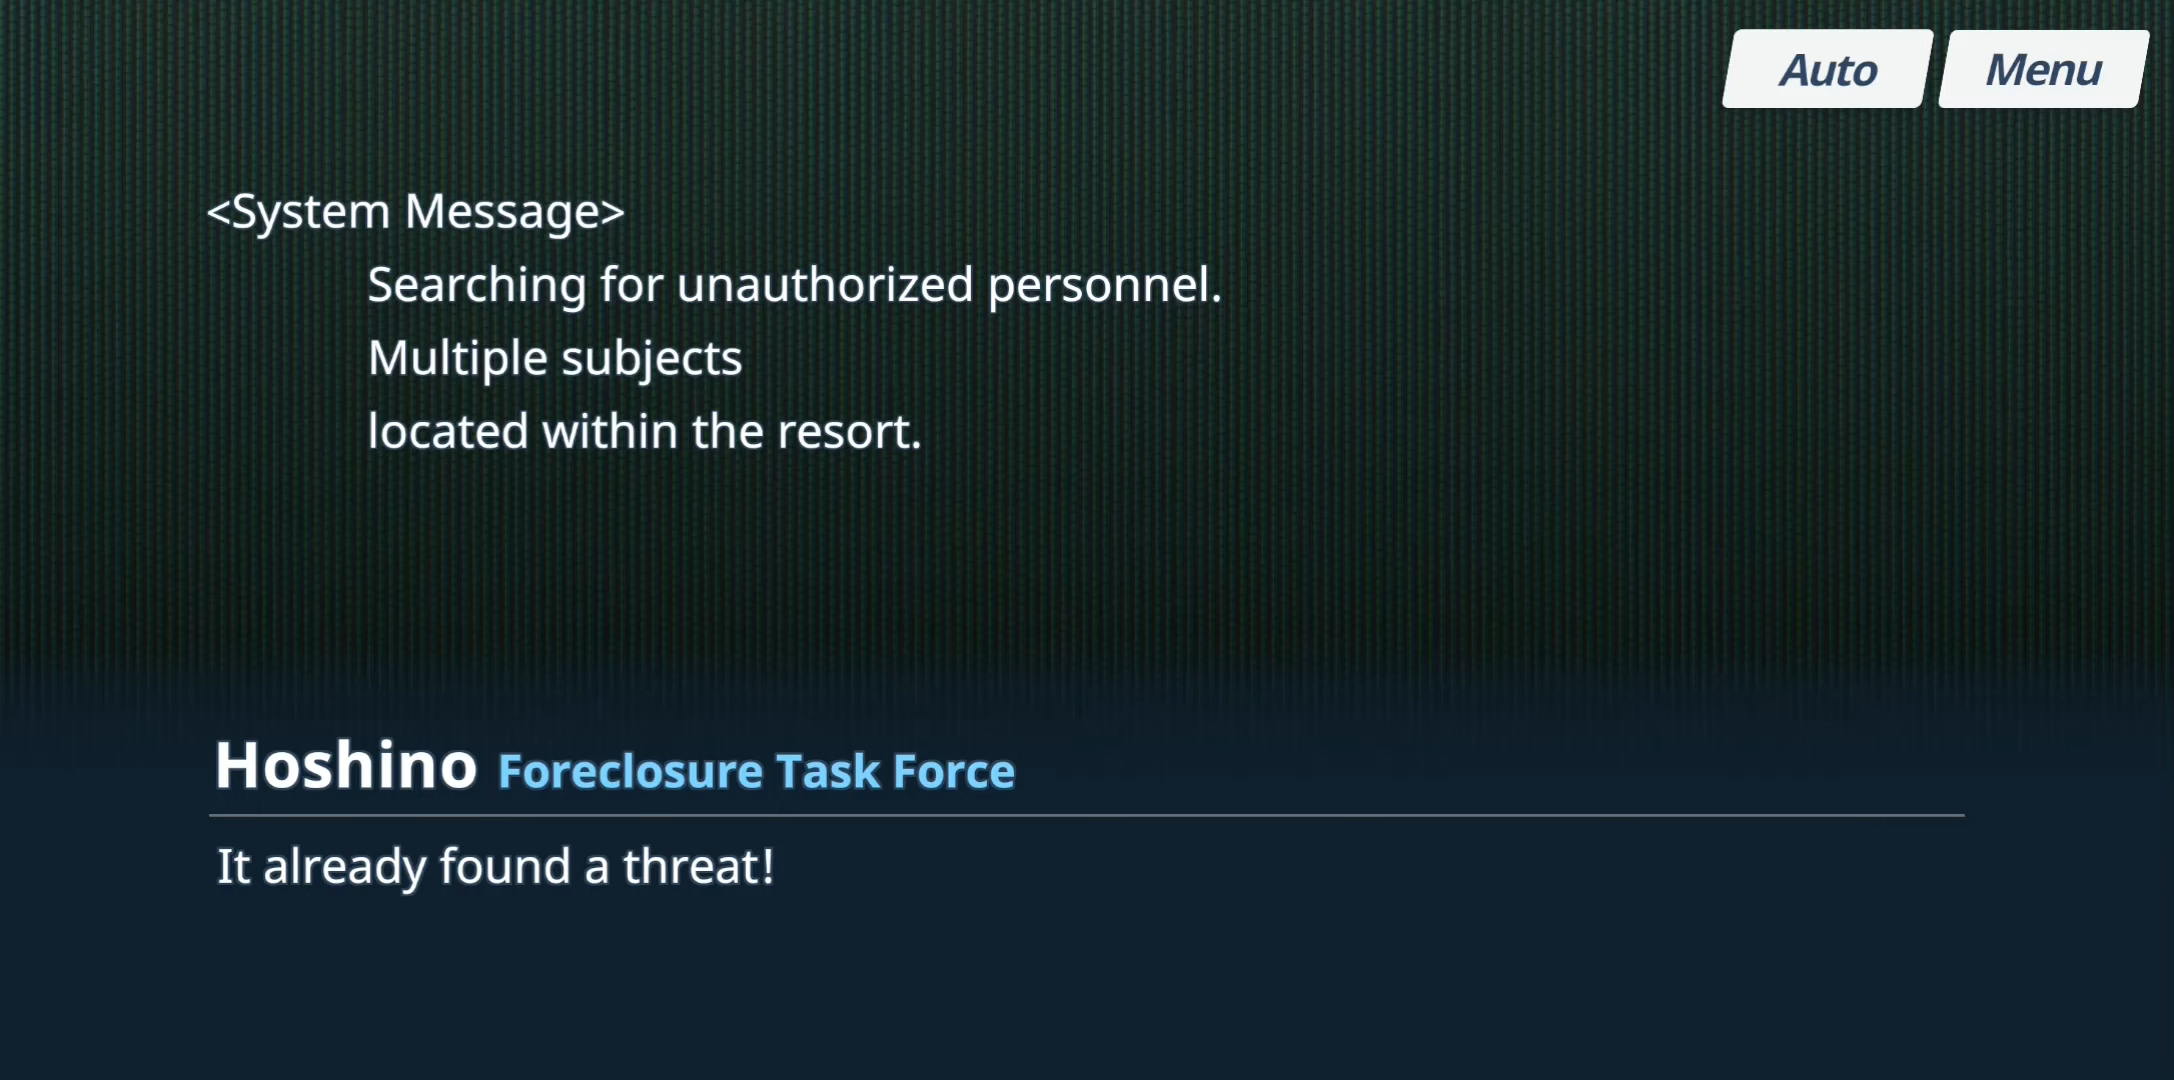 Auto Menu
<System Message>
Searching for unauthorized personnel.
Multiple subjects
located within the resort.
Hoshino Foreclosure Task Force
It already found a threat!